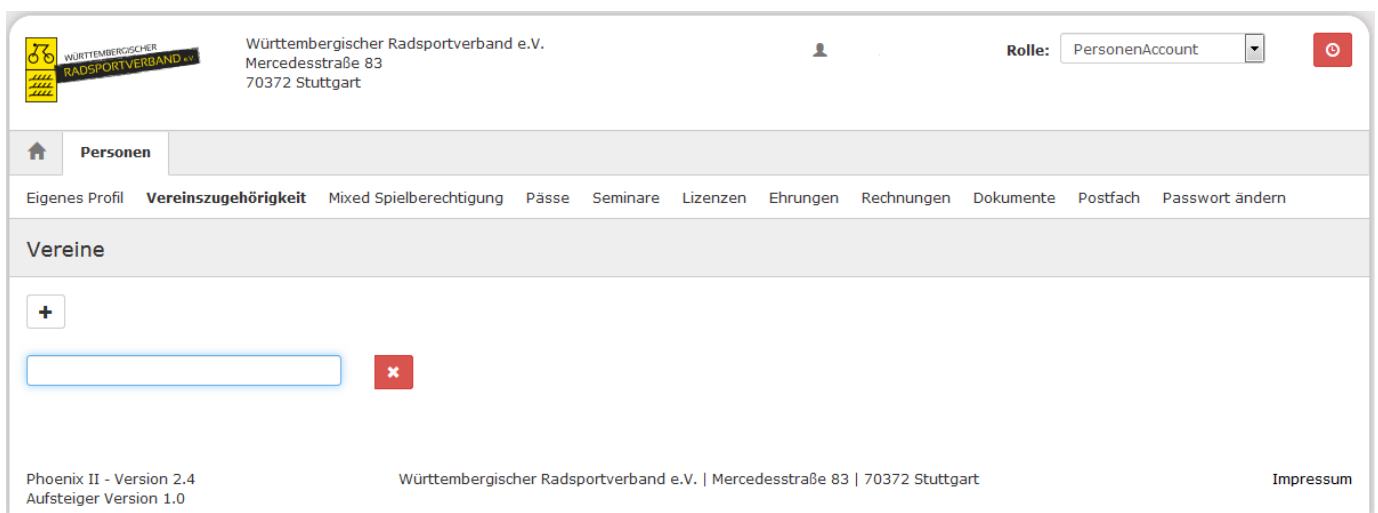 WÜRTTEMBERGISCHER
RADSPORTVERBAND e.V.
Württembergischer Radsportverband e.V.
Mercedesstraße 83
70372 Stuttgart
Rolle: PersonenAccount
Personen
Eigenes Profil Vereinszugehörigkeit Mixed Spielberechtigung Pässe Seminare Lizenzen Ehrungen Rechnungen Dokumente Postfach Passwort ändern
Vereine
Phoenix II - Version 2.4
Aufsteiger Version 1.0
Württembergischer Radsportverband e.V. | Mercedesstraße 83 | 70372 Stuttgart
Impressum